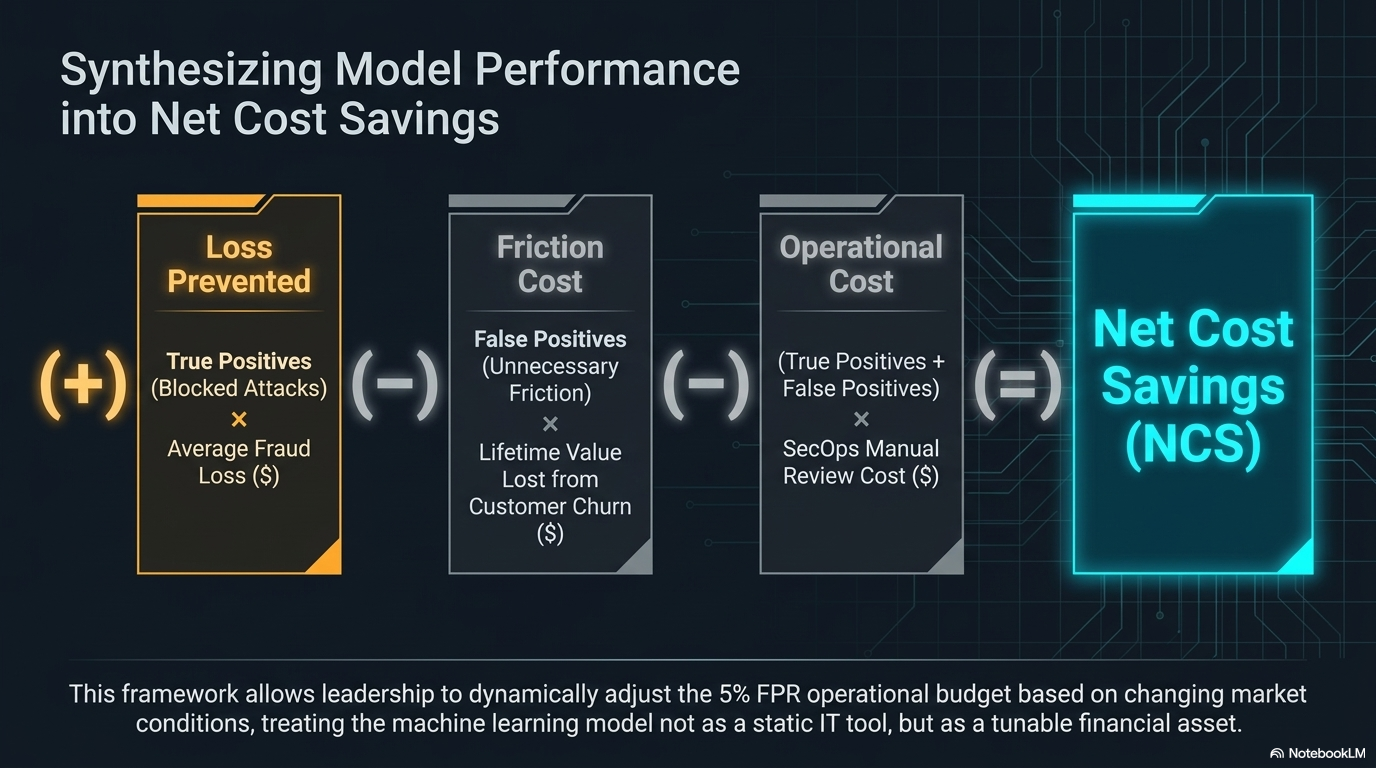 Synthesizing Model Performance
into Net Cost Savings
(+)
Loss
Prevented
True Positives
(Blocked Attacks)
×
Average Fraud
Loss ($)
(−)
Friction
Cost
False Positives
(Unnecessary
Friction)
×
Lifetime Value
Lost from
Customer Churn
($)
(−)
Operational
Cost
(True Positives +
False Positives)
×
SecOps Manual
Review Cost ($)
(=)
Net Cost
Savings
(NCS)
This framework allows leadership to dynamically adjust the 5% FPR operational budget based on changing market
conditions, treating the machine learning model not as a static IT tool, but as a tunable financial asset.
NotebookLM